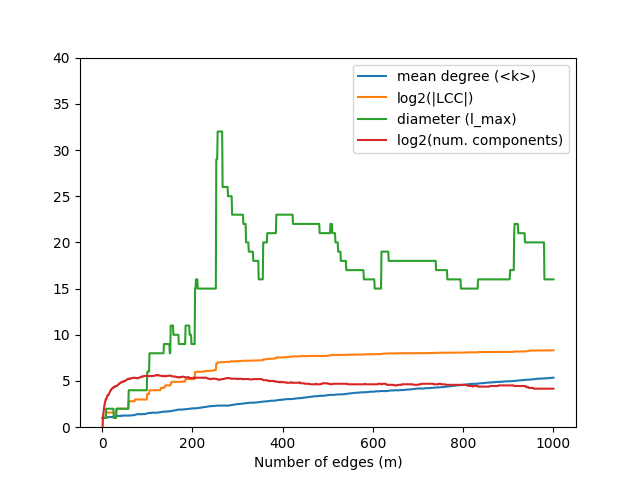 40
35
30
25
20
15
10
5
0
mean degree (<k>)
log2(|LCC|)
diameter (l_max)
log2(num. components)
0 200 400 600 800 1000
Number of edges (m)